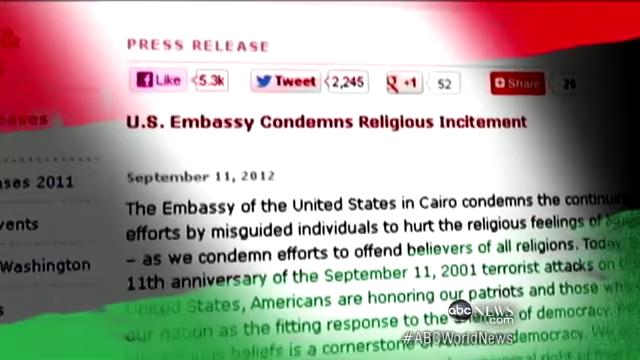 &
PRESS RELEASE
Like 5.3k Tweet 2,245 +1 52 Share 26
eases
U.S. Embassy Condemns Religious Incitement
ases 2011
September 11, 2012
The Embassy of the United States in Cairo condemns the continuing
vents
efforts by misguided individuals to hurt the religious feelings of
– as we condemn efforts to offend believers of all religions. Today
Washington
11th anniversary of the September 11, 2001 terrorist attacks on
United States, Americans are honoring our patriots and those
our nation as the fitting response to the of democracy.
beliefs is a cornerstone of democracy. We
abc NEWS
.com
#ABCWorldNews